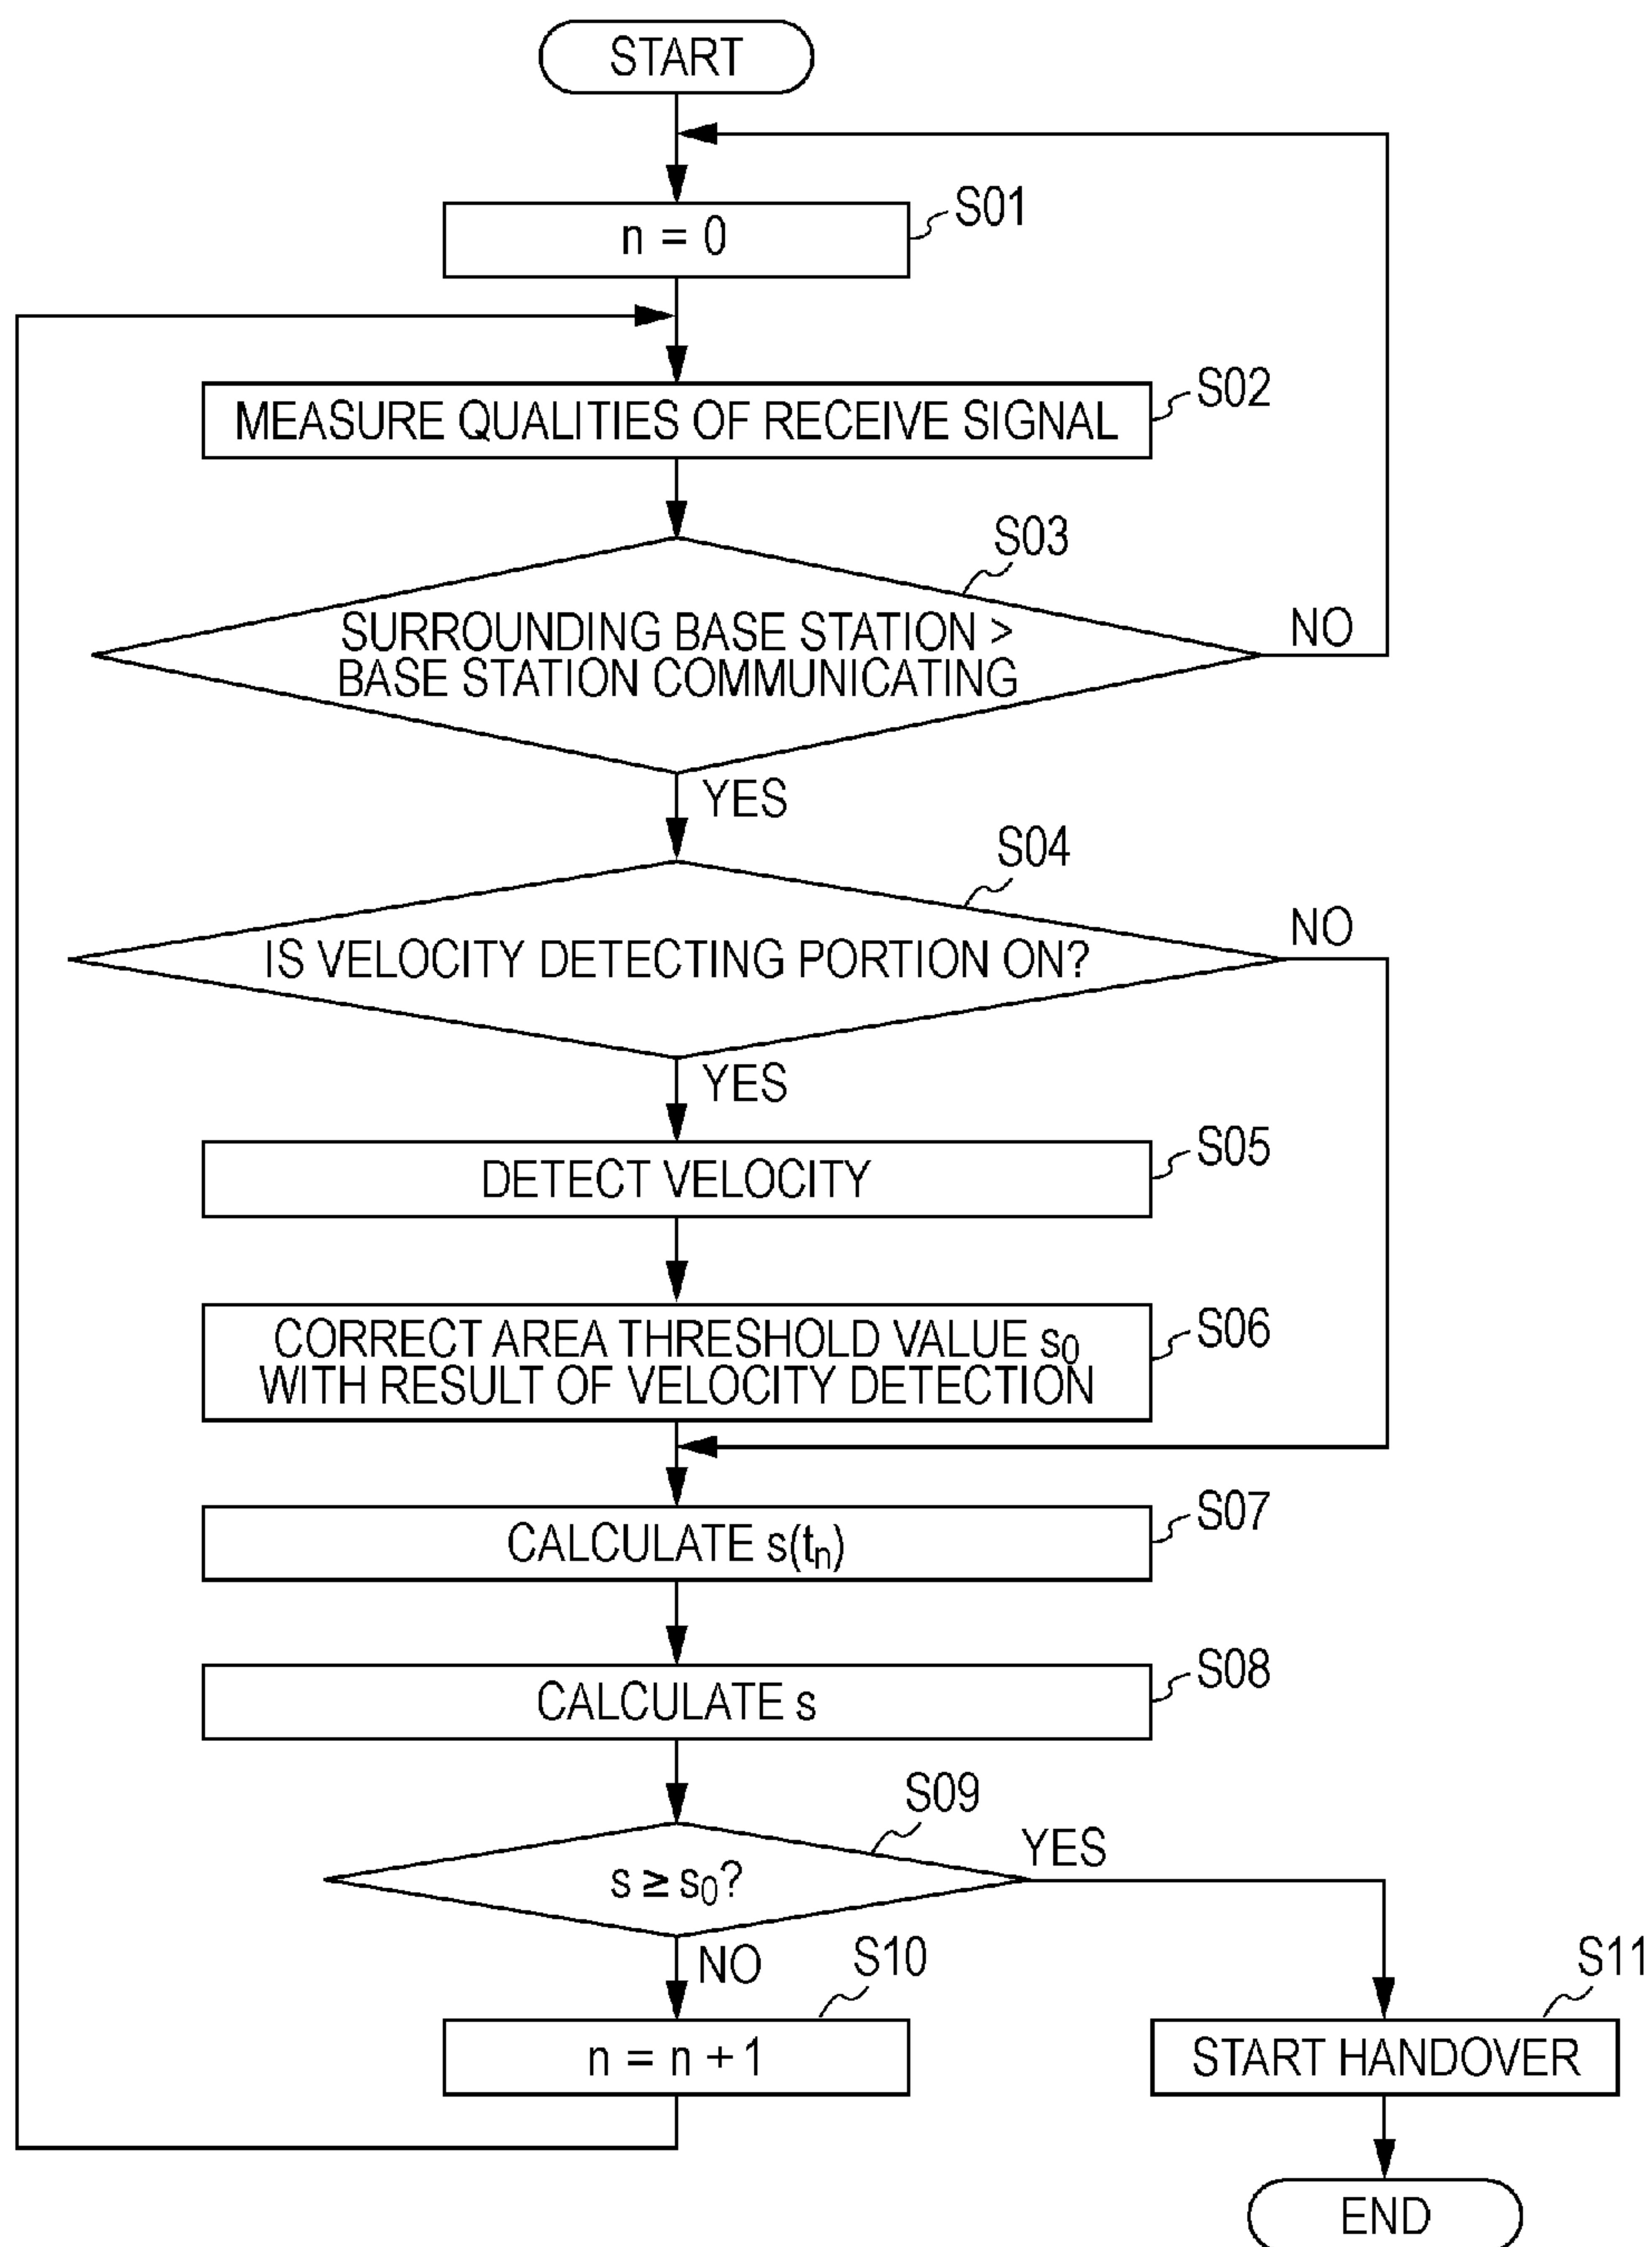 START
S01
n = 0
S02
MEASURE QUALITIES OF RECEIVE SIGNAL
S03
SURROUNDING BASE STATION >
BASE STATION COMMUNICATING
NO
YES
S04
IS VELOCITY DETECTING PORTION ON?
NO
YES
S05
DETECT VELOCITY
S06
CORRECT AREA THRESHOLD VALUE s₀
WITH RESULT OF VELOCITY DETECTION
S07
CALCULATE s(tₙ)
S08
CALCULATE s
S09
s ≥ s₀?
YES
NO
S10
n = n + 1
S11
START HANDOVER
END